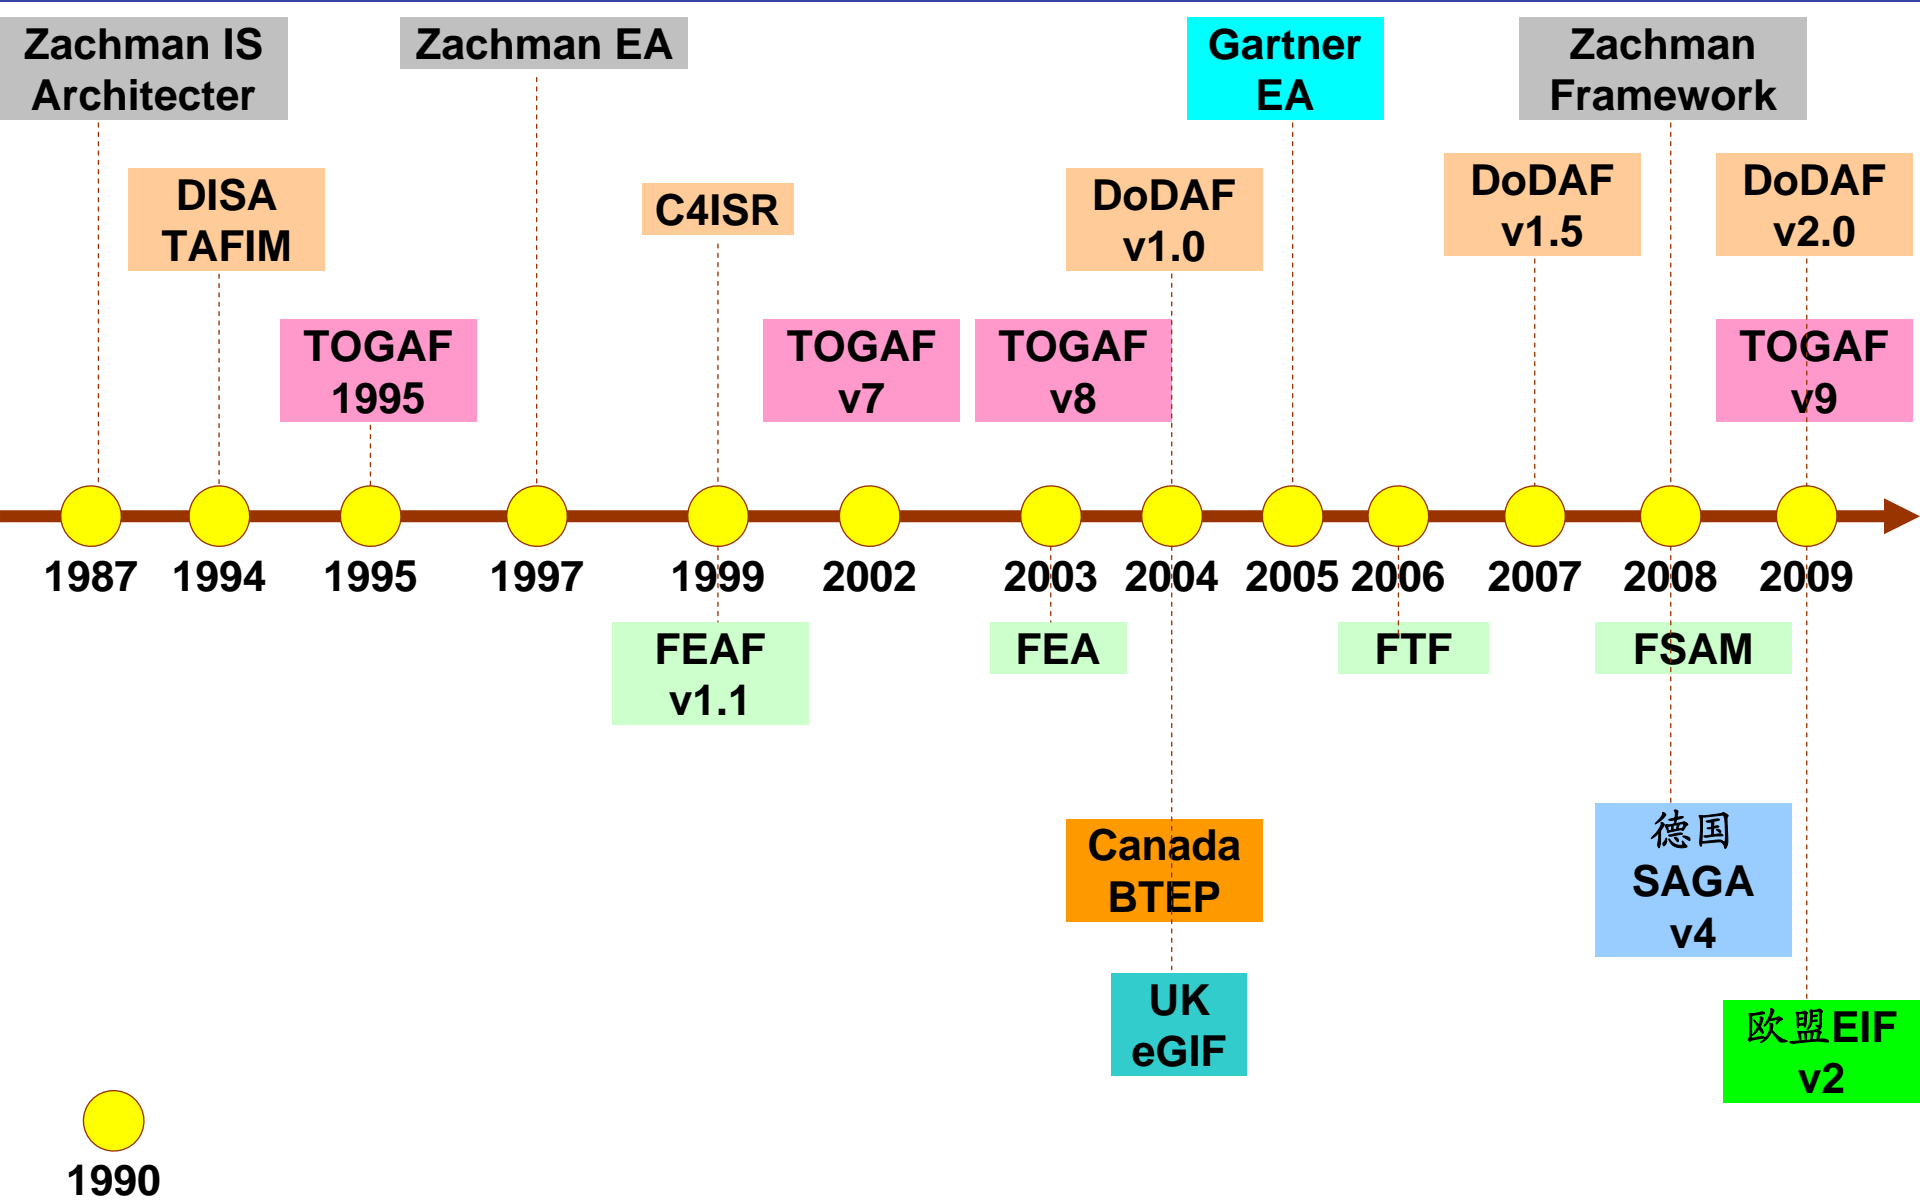 Zachman IS
Architecter
Zachman EA
Gartner
EA
Zachman
Framework
DISA
TAFIM
C4ISR
DoDAF
v1.0
DoDAF
v1.5
DoDAF
v2.0
TOGAF
1995
TOGAF
v7
TOGAF
v8
TOGAF
v9
1987
1994
1995
1997
1999
2002
2003
2004
2005
2006
2007
2008
2009
FEAF
v1.1
FEA
FTF
FSAM
Canada
BTEP
德国
SAGA
v4
UK
eGIF
欧盟EIF
v2
1990